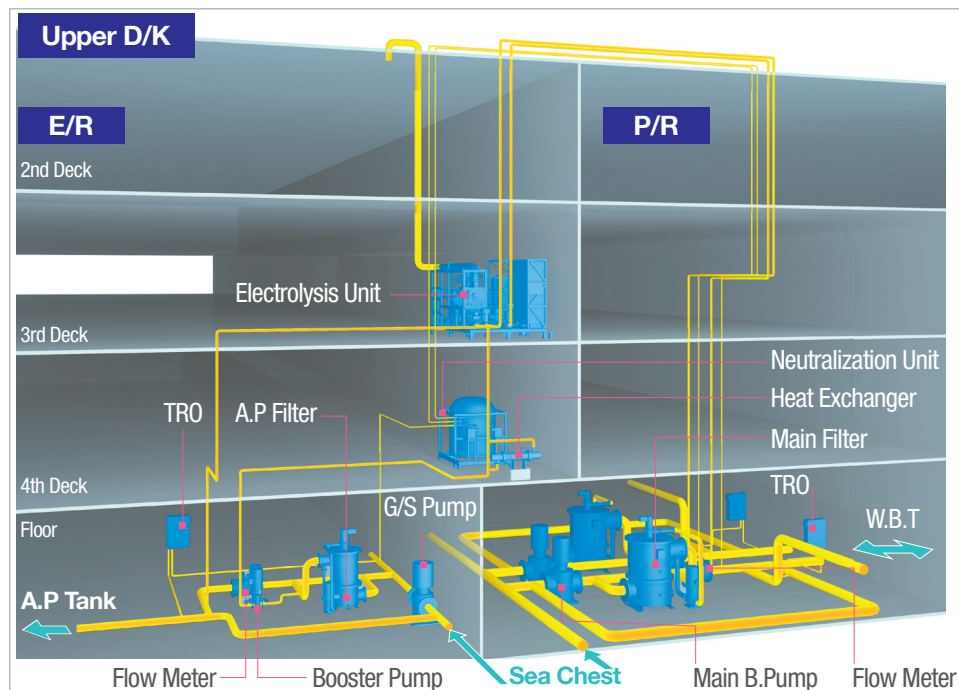 Upper D/K
E/R
P/R
2nd Deck
Electrolysis Unit
3rd Deck
Neutralization Unit
Heat Exchanger
TRO
A.P Filter
Main Filter
4th Deck
G/S Pump
TRO
Floor
W.B.T
A.P Tank
Flow Meter
Booster Pump
Sea Chest
Main B.Pump
Flow Meter